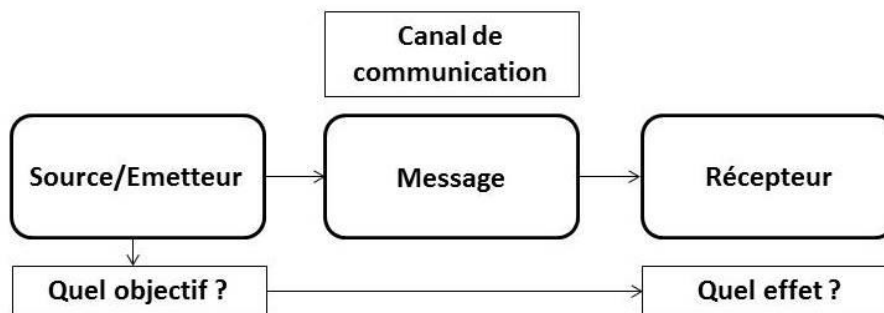 Canal de
communication
Source/Emetteur
Message
Récepteur
Quel objectif ?
Quel effet ?